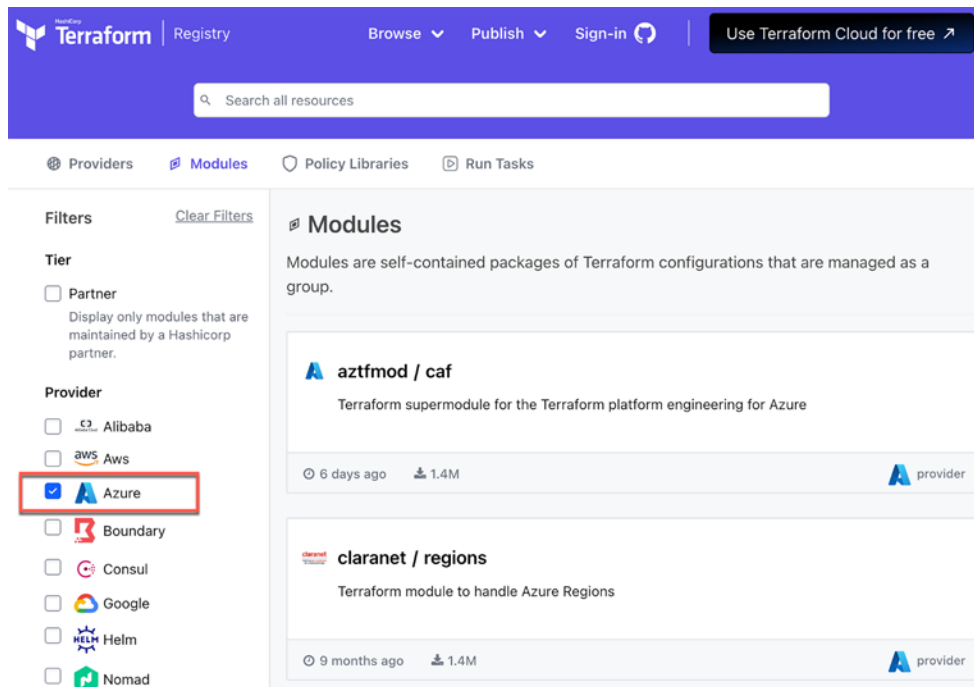 HashiCorp
Terraform
Registry
Browse
Publish
Sign-in
Use Terraform Cloud for free
Search all resources
Providers
Modules
Policy Libraries
Run Tasks
Filters
Clear Filters
Tier
Partner
Display only modules that are
maintained by a Hashicorp
partner.
Provider
Alibaba
aws
Aws
Azure
Boundary
Consul
Google
HELM
Helm
Nomad
Modules
Modules are self-contained packages of Terraform configurations that are managed as a
group.
aztfmod / caf
Terraform supermodule for the Terraform platform engineering for Azure
6 days ago
1.4M
provider
claranet
claranet / regions
Terraform module to handle Azure Regions
9 months ago
1.4M
provider